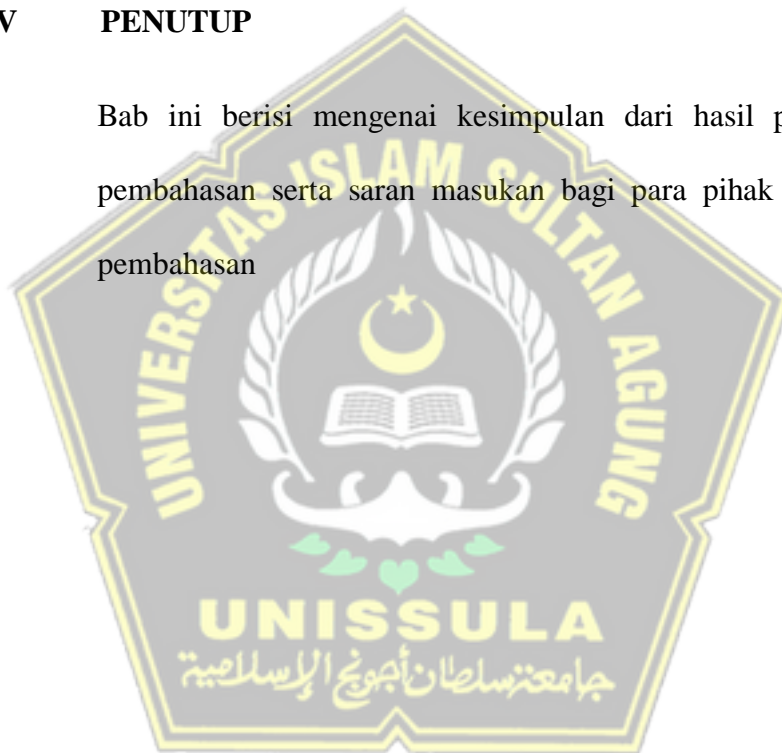 V PENUTUP
Bab ini berisi mengenai kesimpulan dari hasil p
pembahasan serta saran masukan bagi para pihak
pembahasan
UNIVERSITAS ISLAM SULTAN AGUNG
UNISSULA
جامعة سلطان أجونج الإسلامية